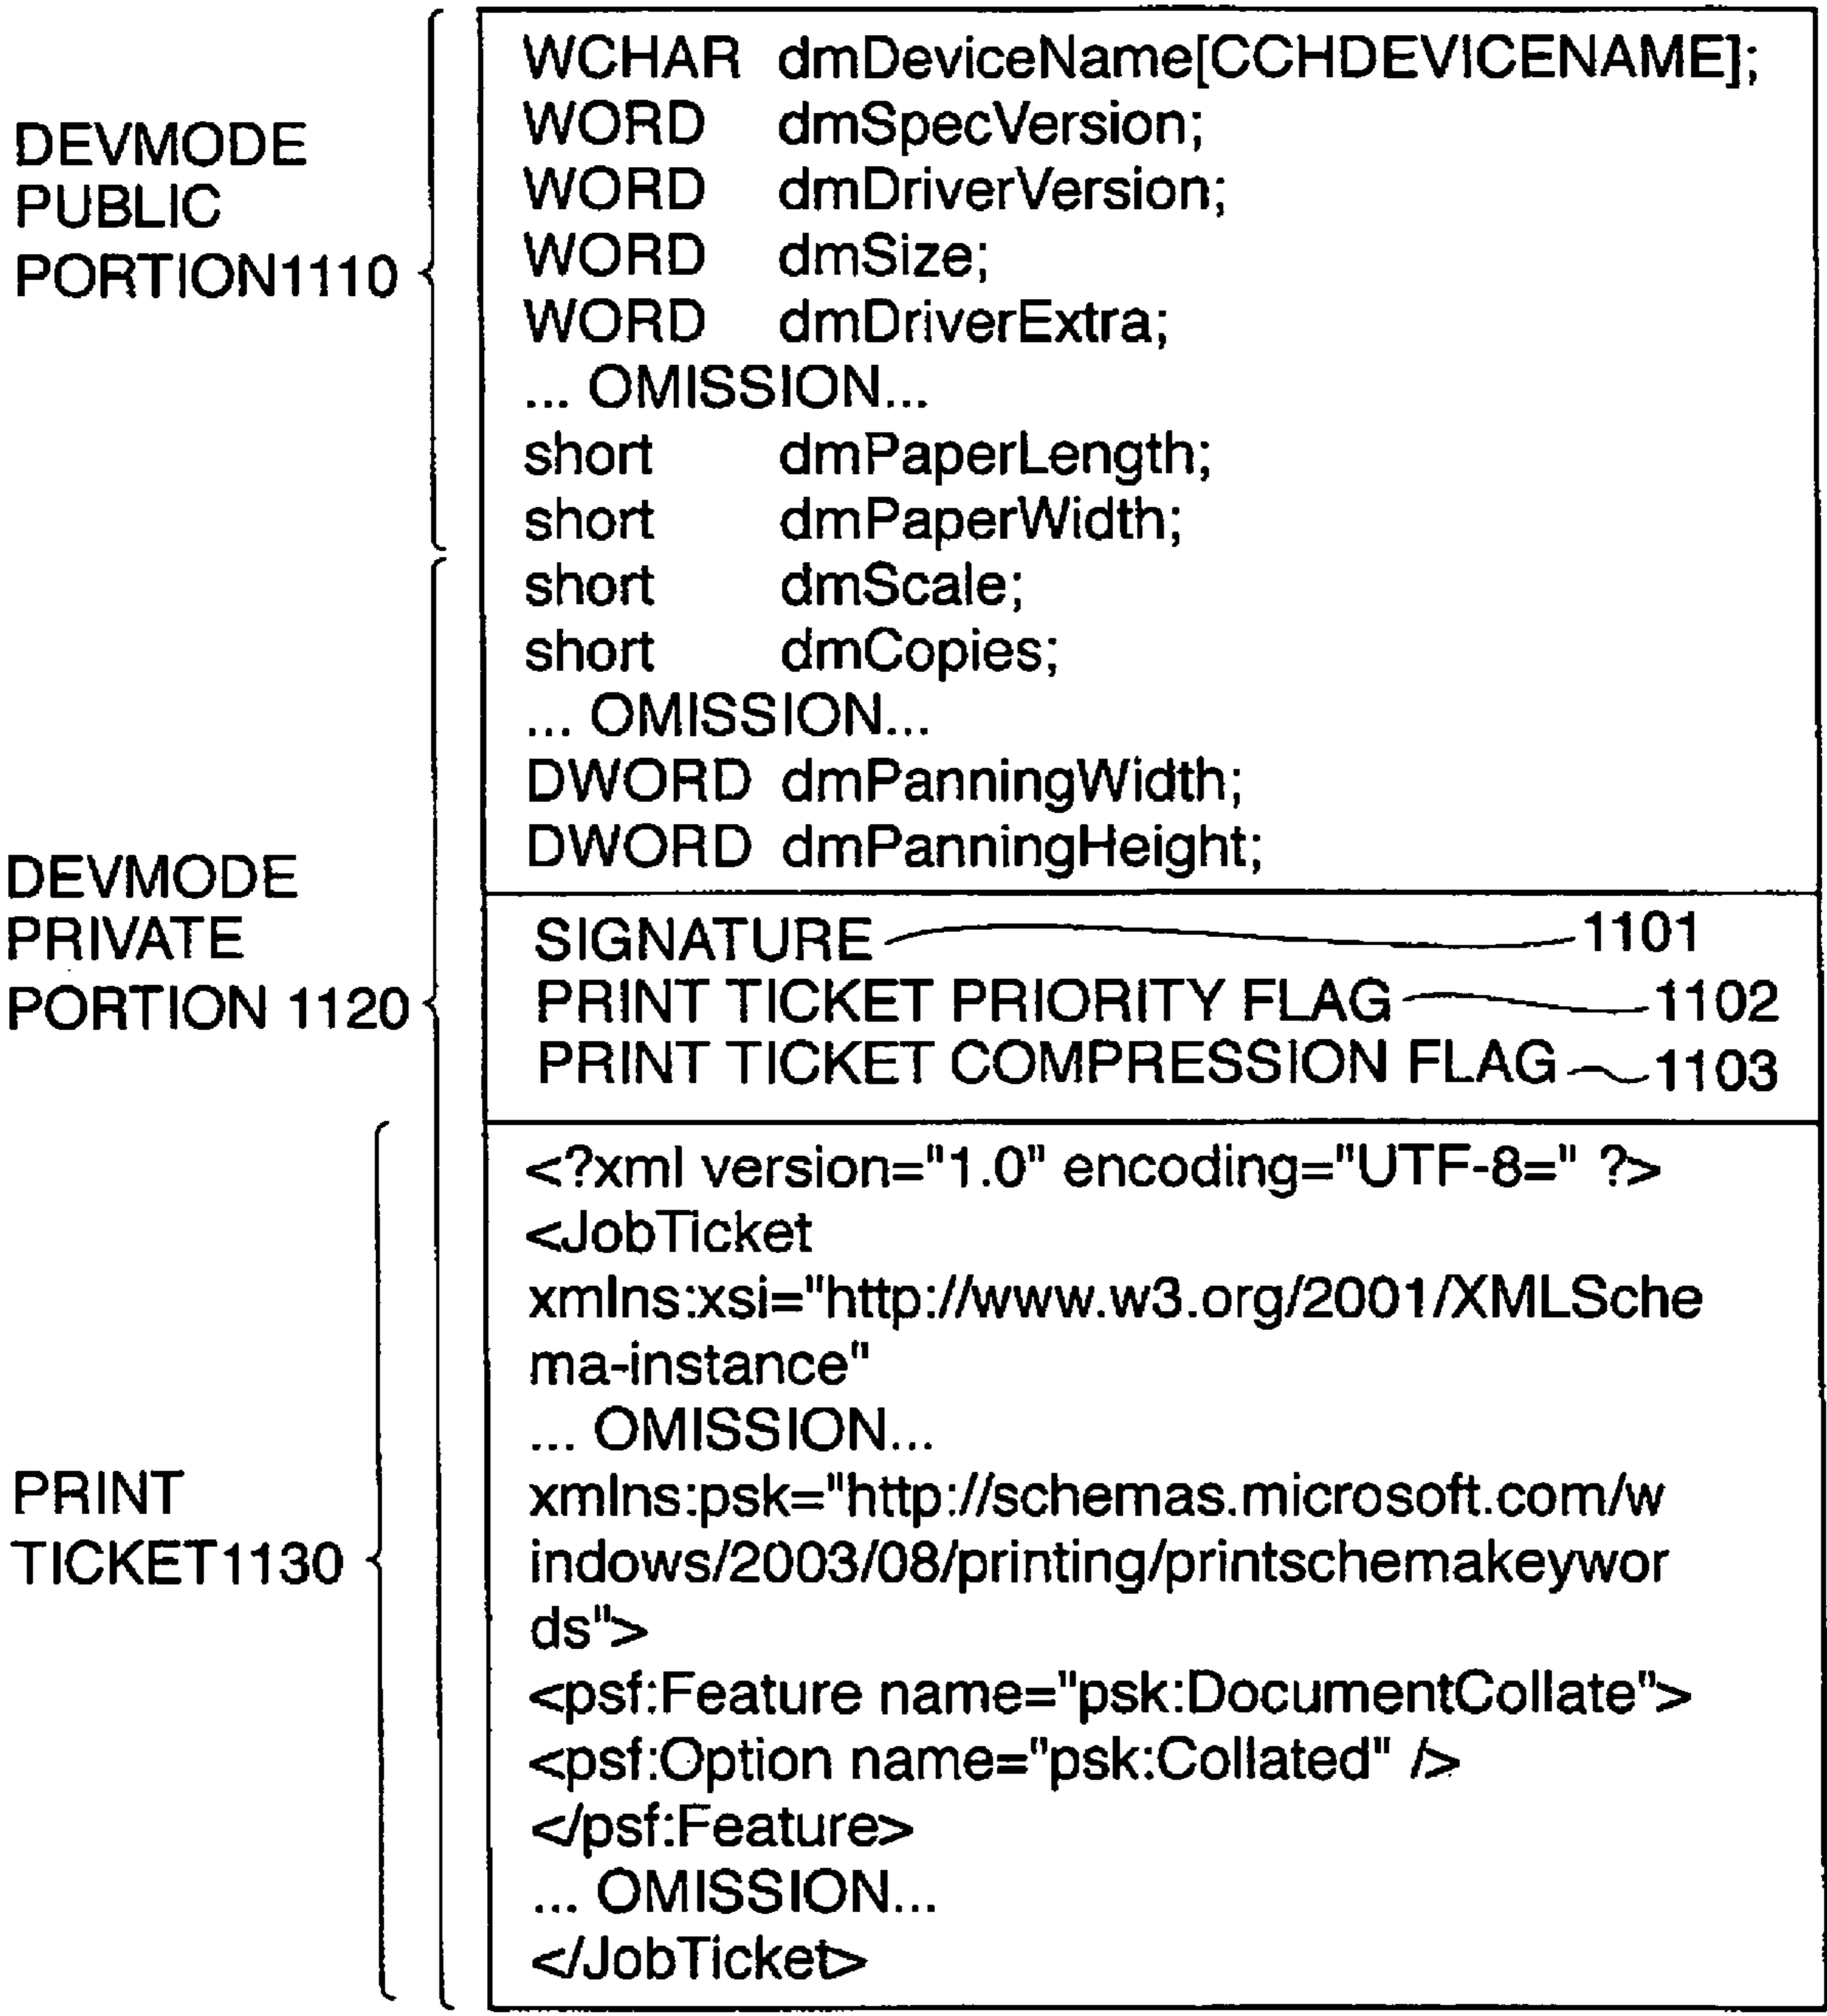 DEVMODE
PUBLIC
PORTION1110
WCHAR dmDeviceName[CCHDEVICENAME];
WORD dmSpecVersion;
WORD dmDriverVersion;
WORD dmSize;
WORD dmDriverExtra;
... OMISSION...
short dmPaperLength;
short dmPaperWidth;
short dmScale;
short dmCopies;
... OMISSION...
DWORD dmPanningWidth;
DWORD dmPanningHeight;
DEVMODE
PRIVATE
PORTION 1120
SIGNATURE 1101
PRINT TICKET PRIORITY FLAG 1102
PRINT TICKET COMPRESSION FLAG 1103
PRINT
TICKET1130
<?xml version="1.0" encoding="UTF-8=" ?>
<JobTicket
xmlns:xsi="http://www.w3.org/2001/XMLSche
ma-instance"
... OMISSION...
xmlns:psk="http://schemas.microsoft.com/w
indows/2003/08/printing/printschemakeywor
ds">
<psf:Feature name="psk:DocumentCollate">
<psf:Option name="psk:Collated" />
</psf:Feature>
... OMISSION...
</JobTicket>